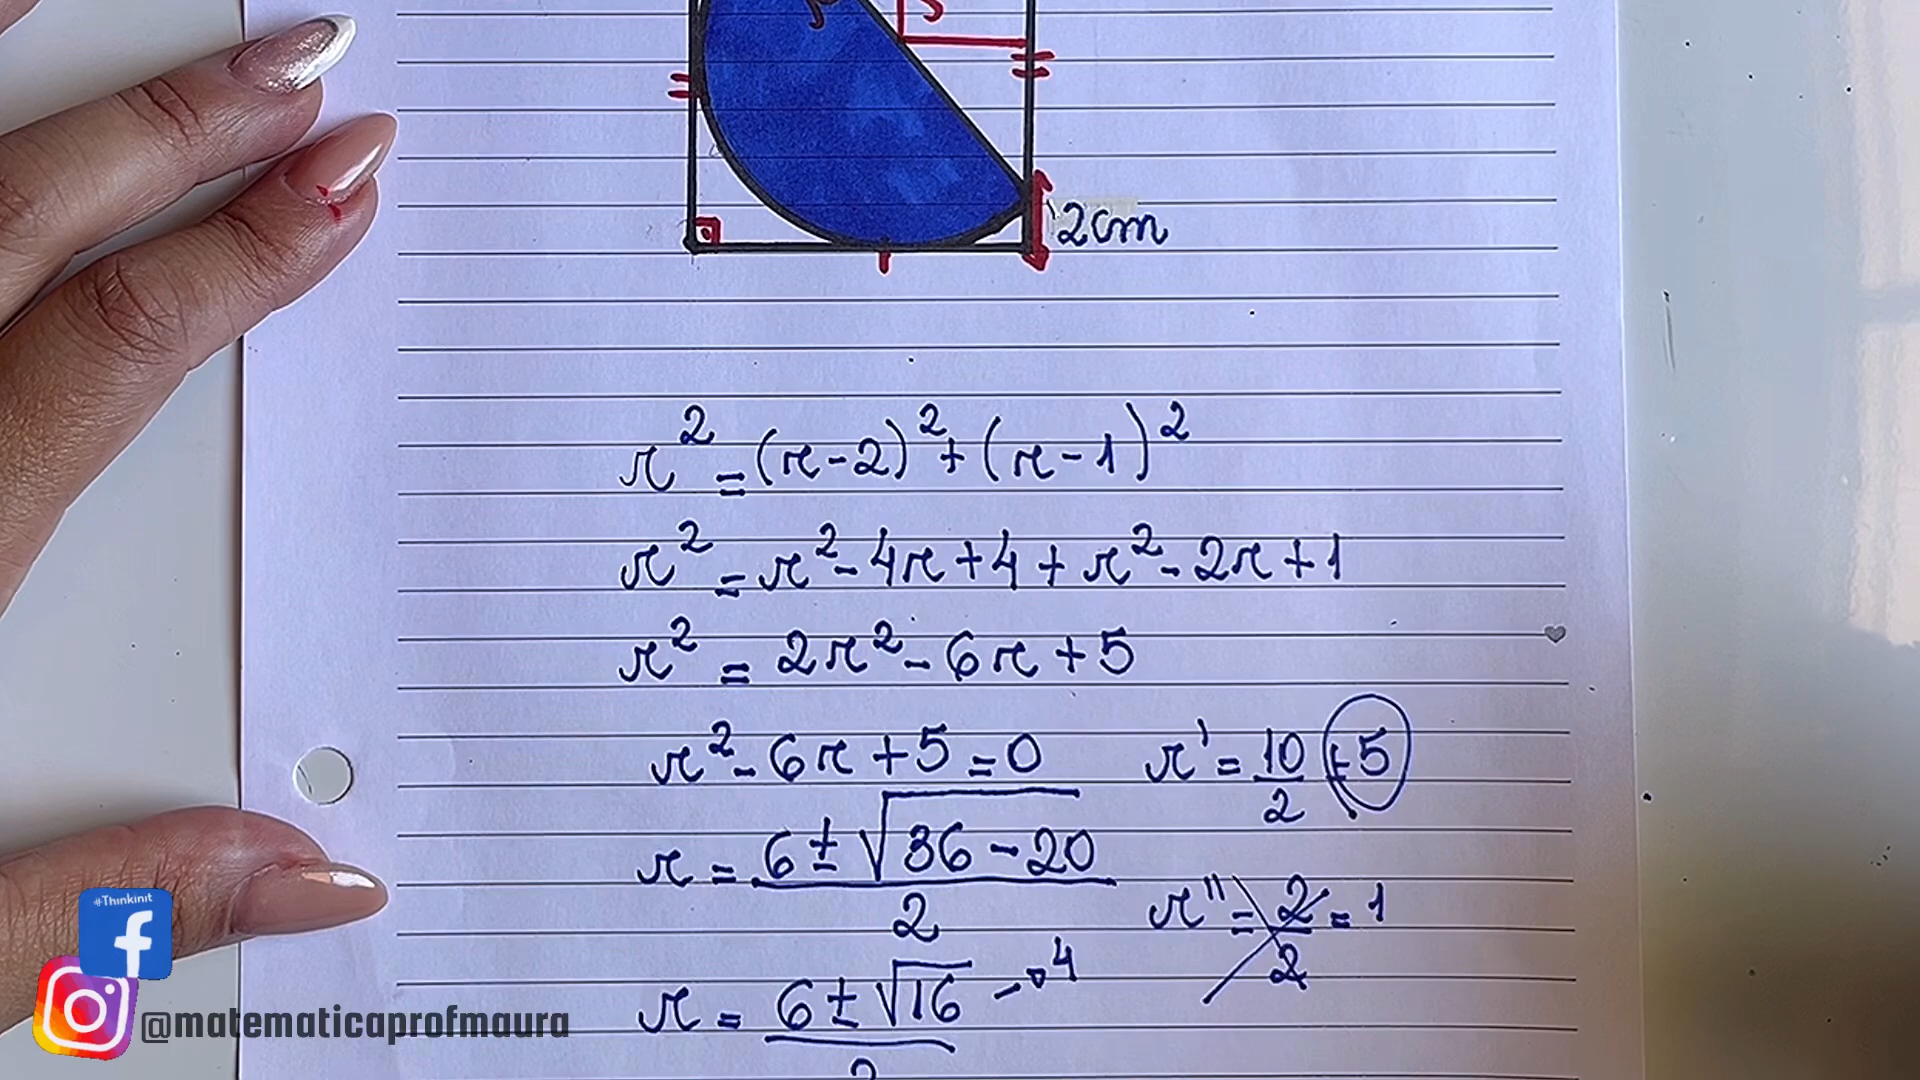 2cm
r² = (r-2)² + (r-1)²
r² = r² - 4r + 4 + r² - 2r + 1
r² = 2r² - 6r + 5
r² - 6r + 5 = 0 r' = 10/2 = 5
r = 6 ± √36 - 20 / 2 r'' = 2/2 = 1
r = 6 ± √16 → 4
#Thinkinit
@matematicaprofmaura